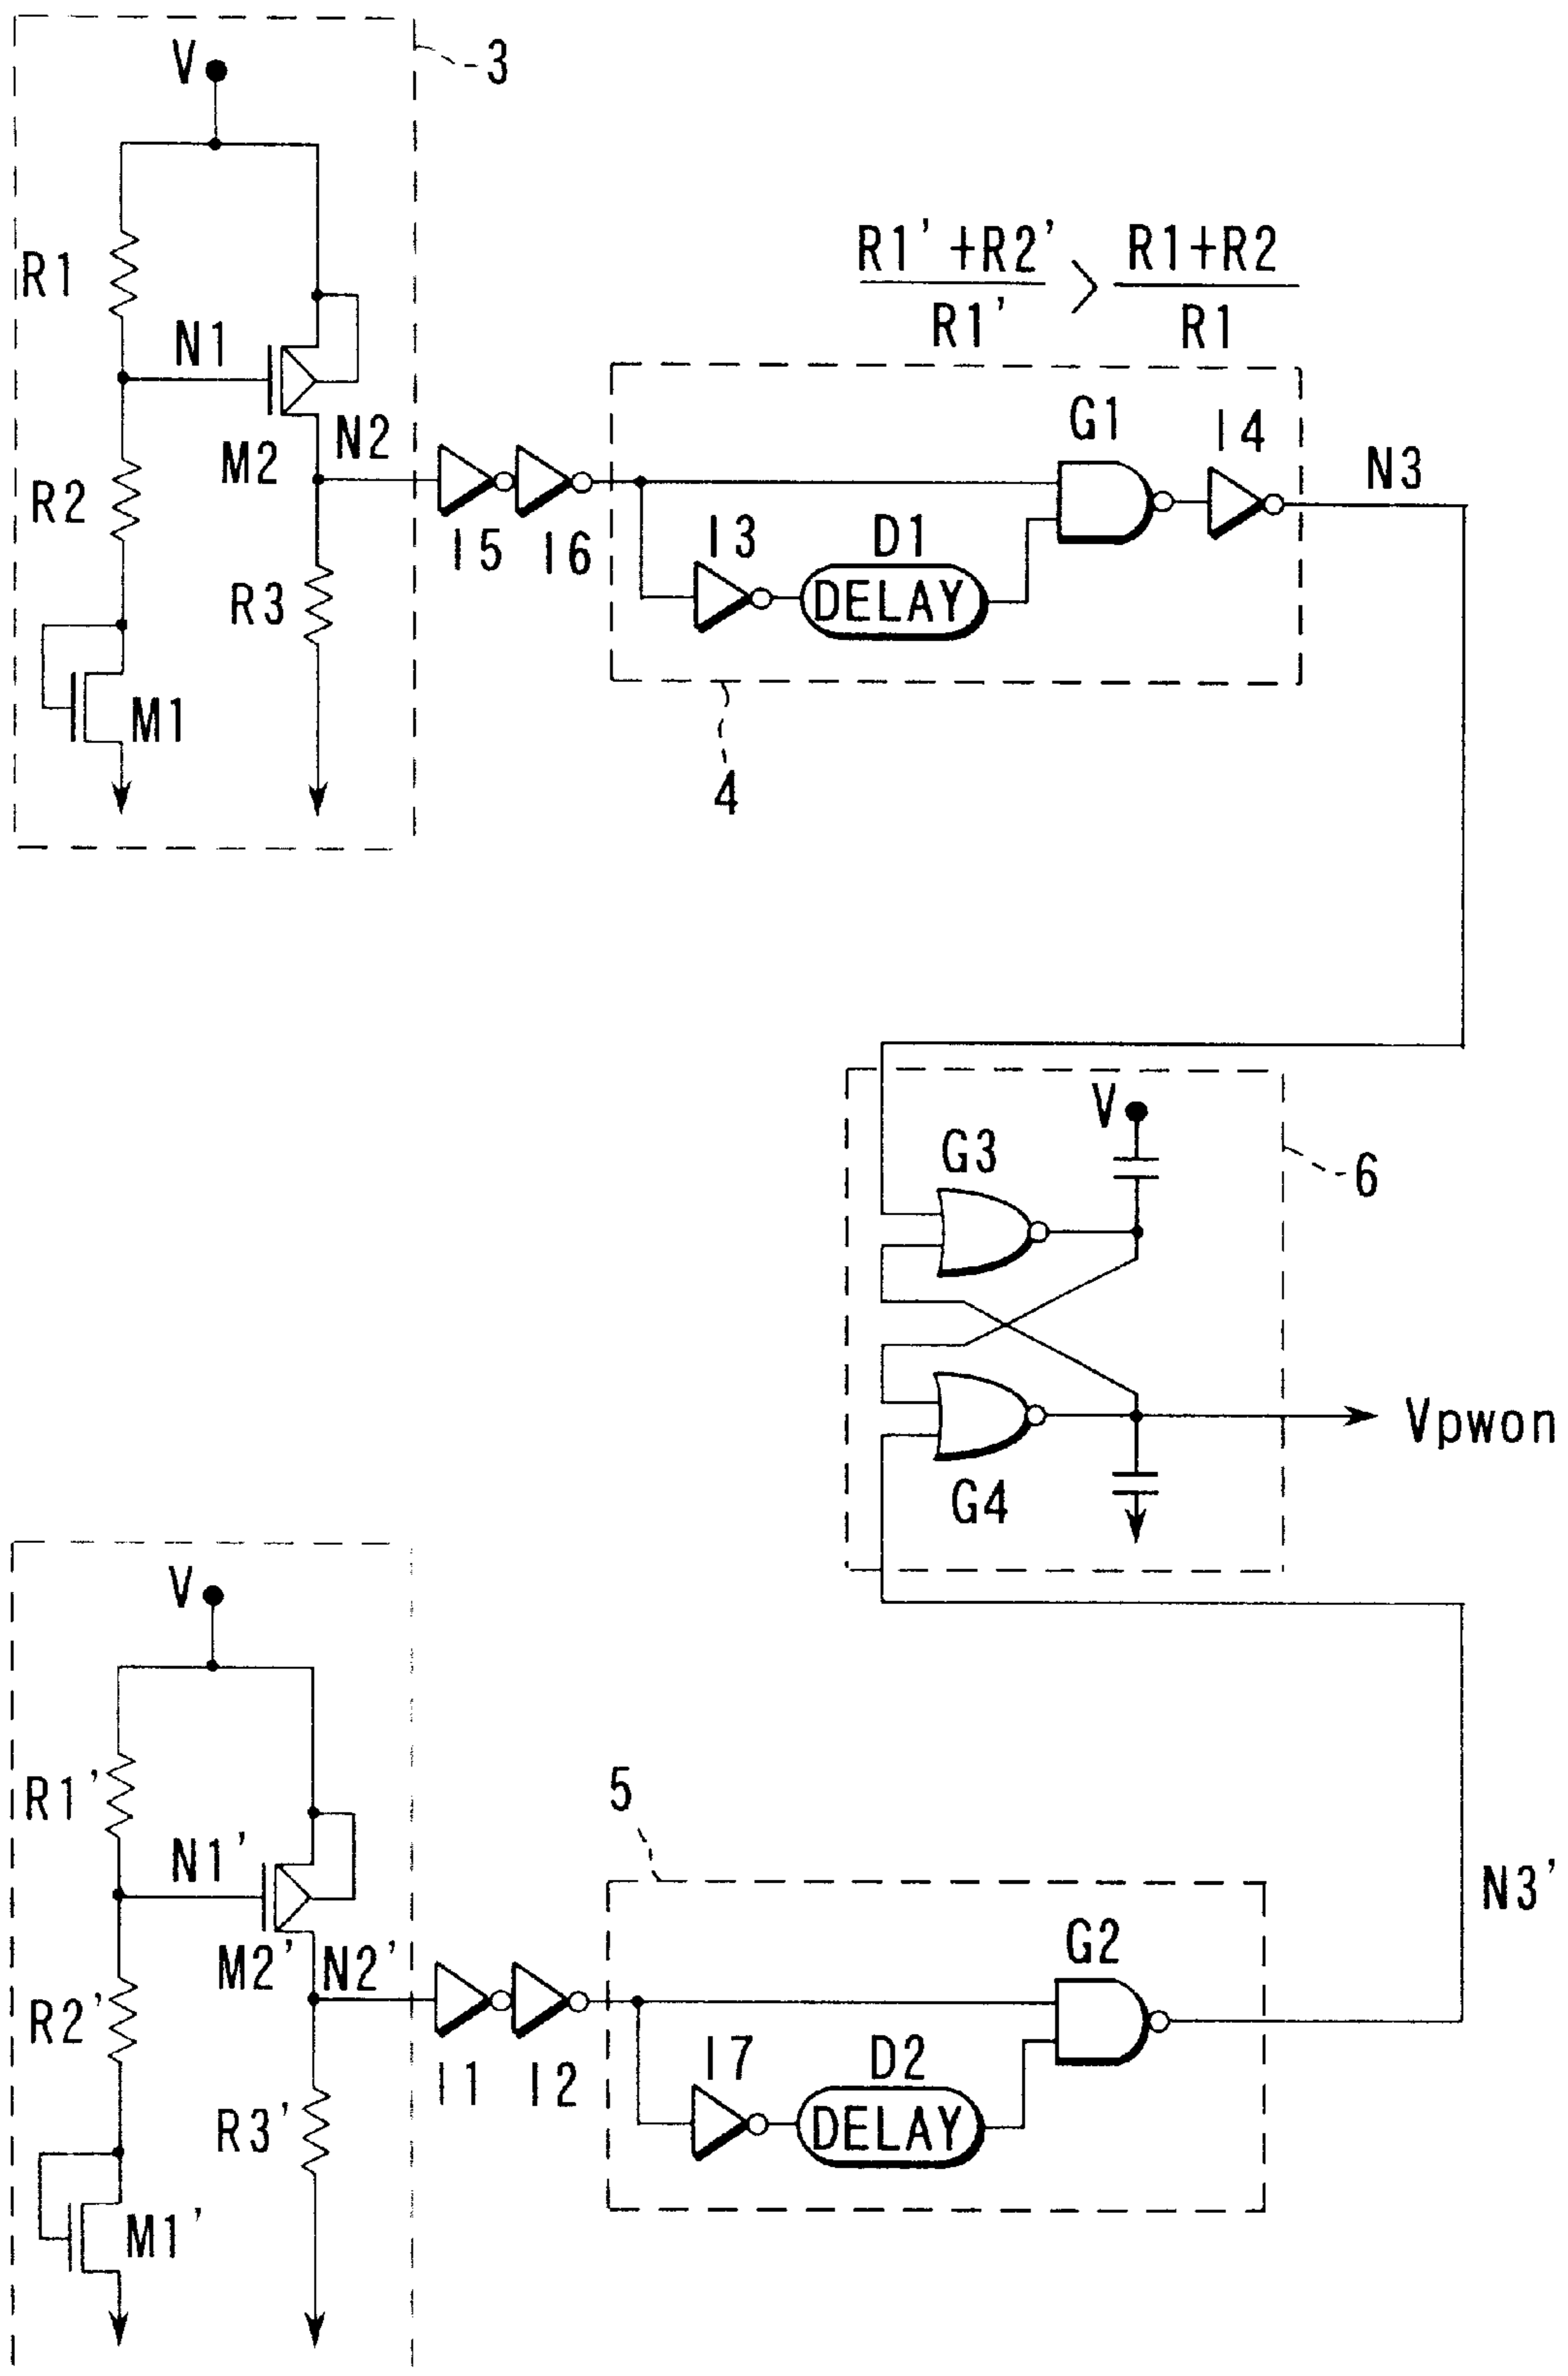 V
3
R1
N1
R1'+R2' > R1+R2
R1' R1
M2
N2
G1
I4
N3
R2
I5
I6
I3
D1
DELAY
R3
M1
4
V
G3
6
Vpwon
G4
V
R1'
5
N1'
N3'
M2'
N2'
G2
R2'
I1
I2
I7
D2
DELAY
R3'
M1'